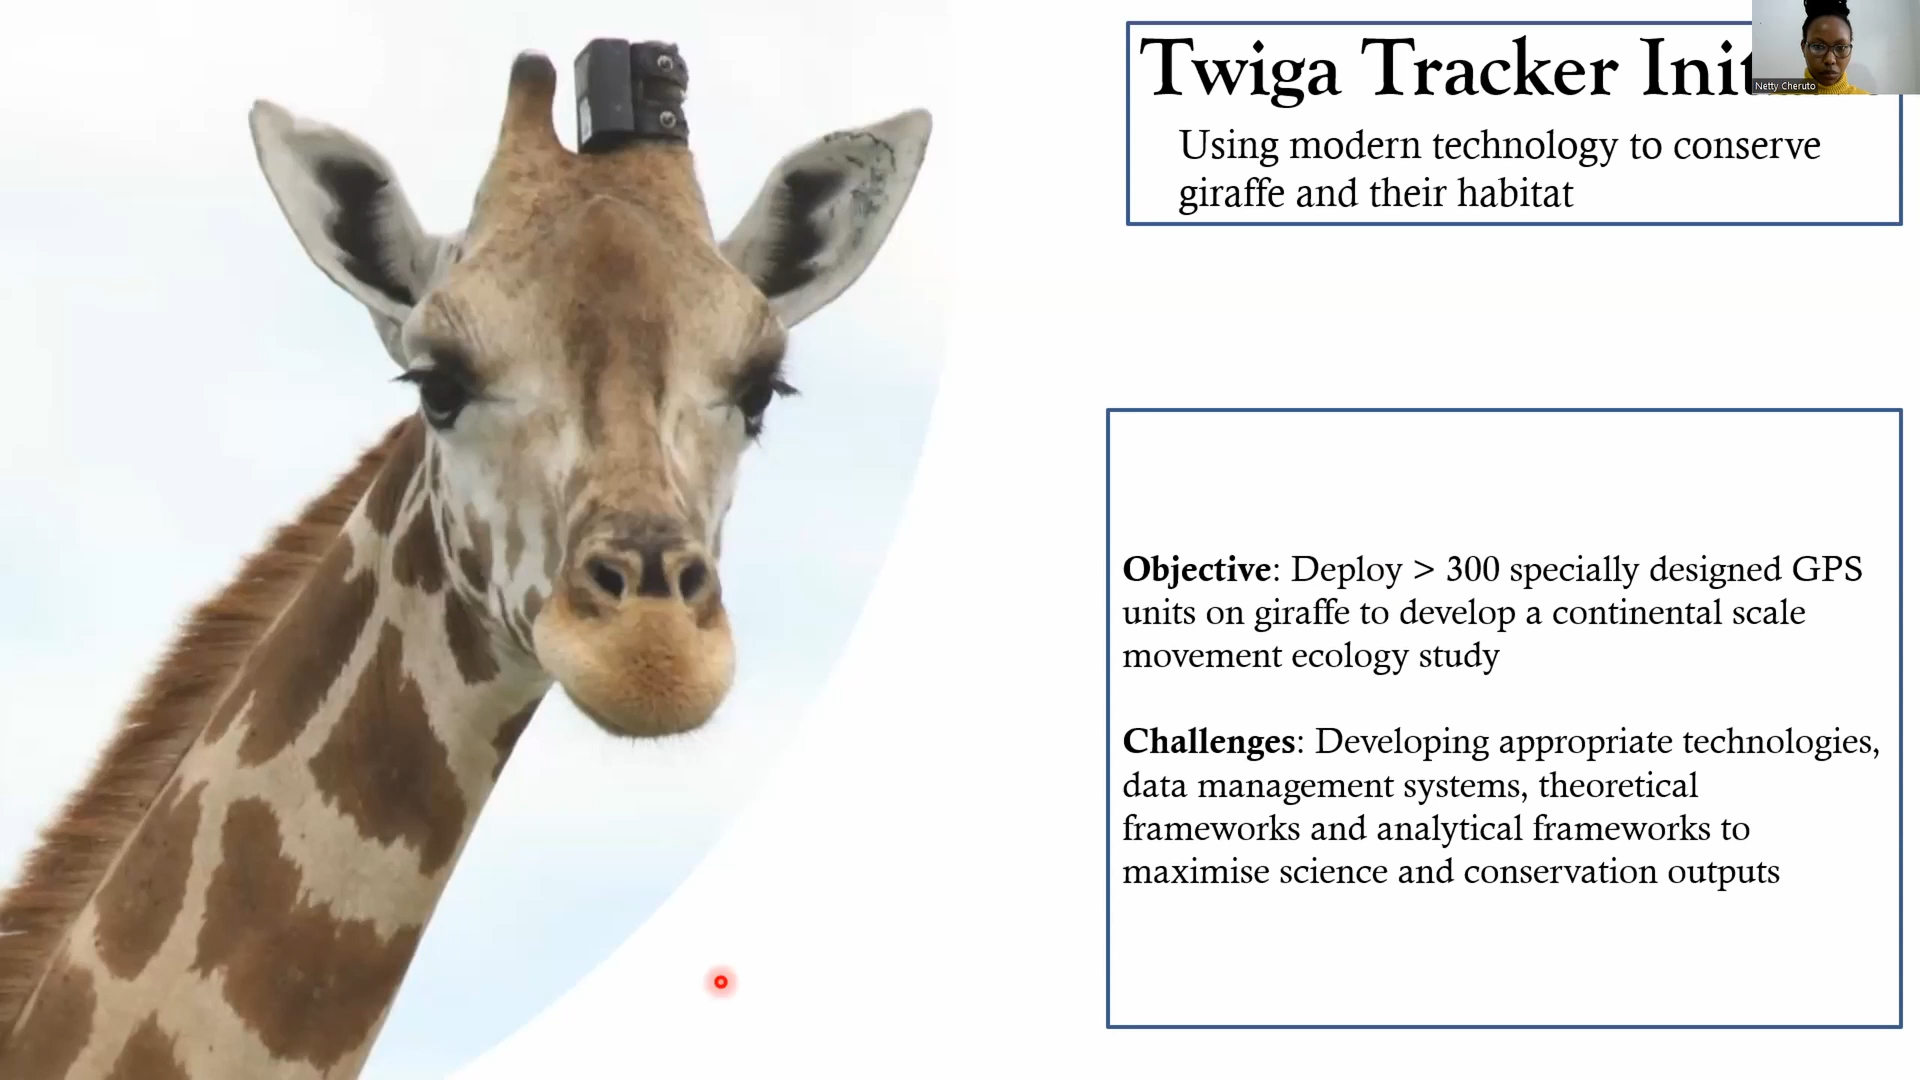 Twiga Tracker
Netty Cheruto
Using modern technology to conserve
giraffe and their habitat
Objective: Deploy > 300 specially designed GPS
units on giraffe to develop a continental scale
movement ecology study
Challenges: Developing appropriate technologies,
data management systems, theoretical
frameworks and analytical frameworks to
maximise science and conservation outputs